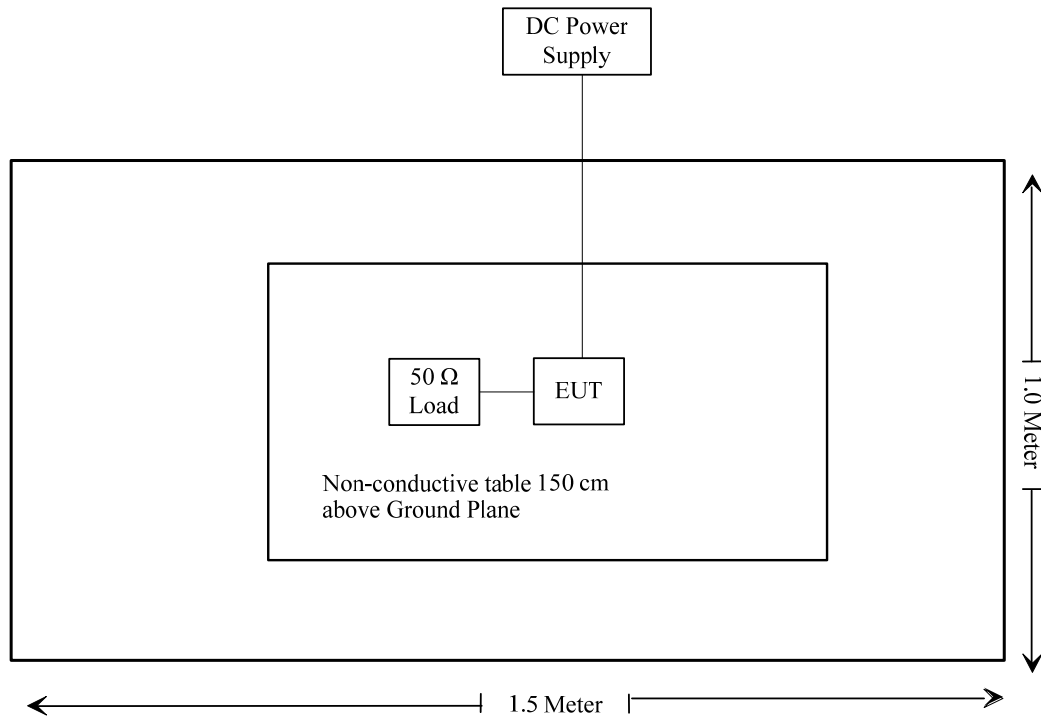 DC Power
Supply
50 Ω
Load
EUT
Non-conductive table 150 cm
above Ground Plane
1.0 Meter
1.5 Meter